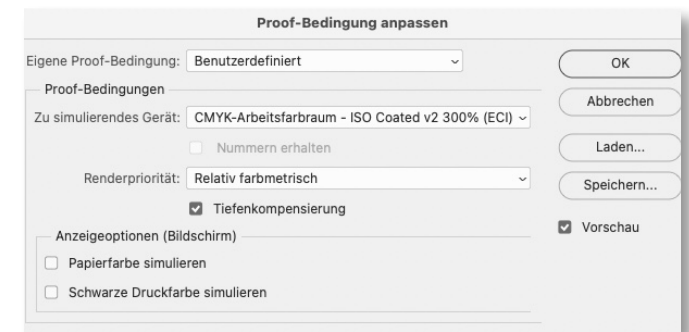 Proof-Bedingung anpassen
Eigene Proof-Bedingung: Benutzerdefiniert
OK
Proof-Bedingungen
Abbrechen
Zu simulierendes Gerät: CMYK-Arbeitsfarbraum - ISO Coated v2 300% (ECI)
Nummern erhalten
Laden...
Renderpriorität: Relativ farbmetrisch
Speichern...
Tiefenkompensierung
Vorschau
Anzeigeoptionen (Bildschirm)
Papierfarbe simulieren
Schwarze Druckfarbe simulieren